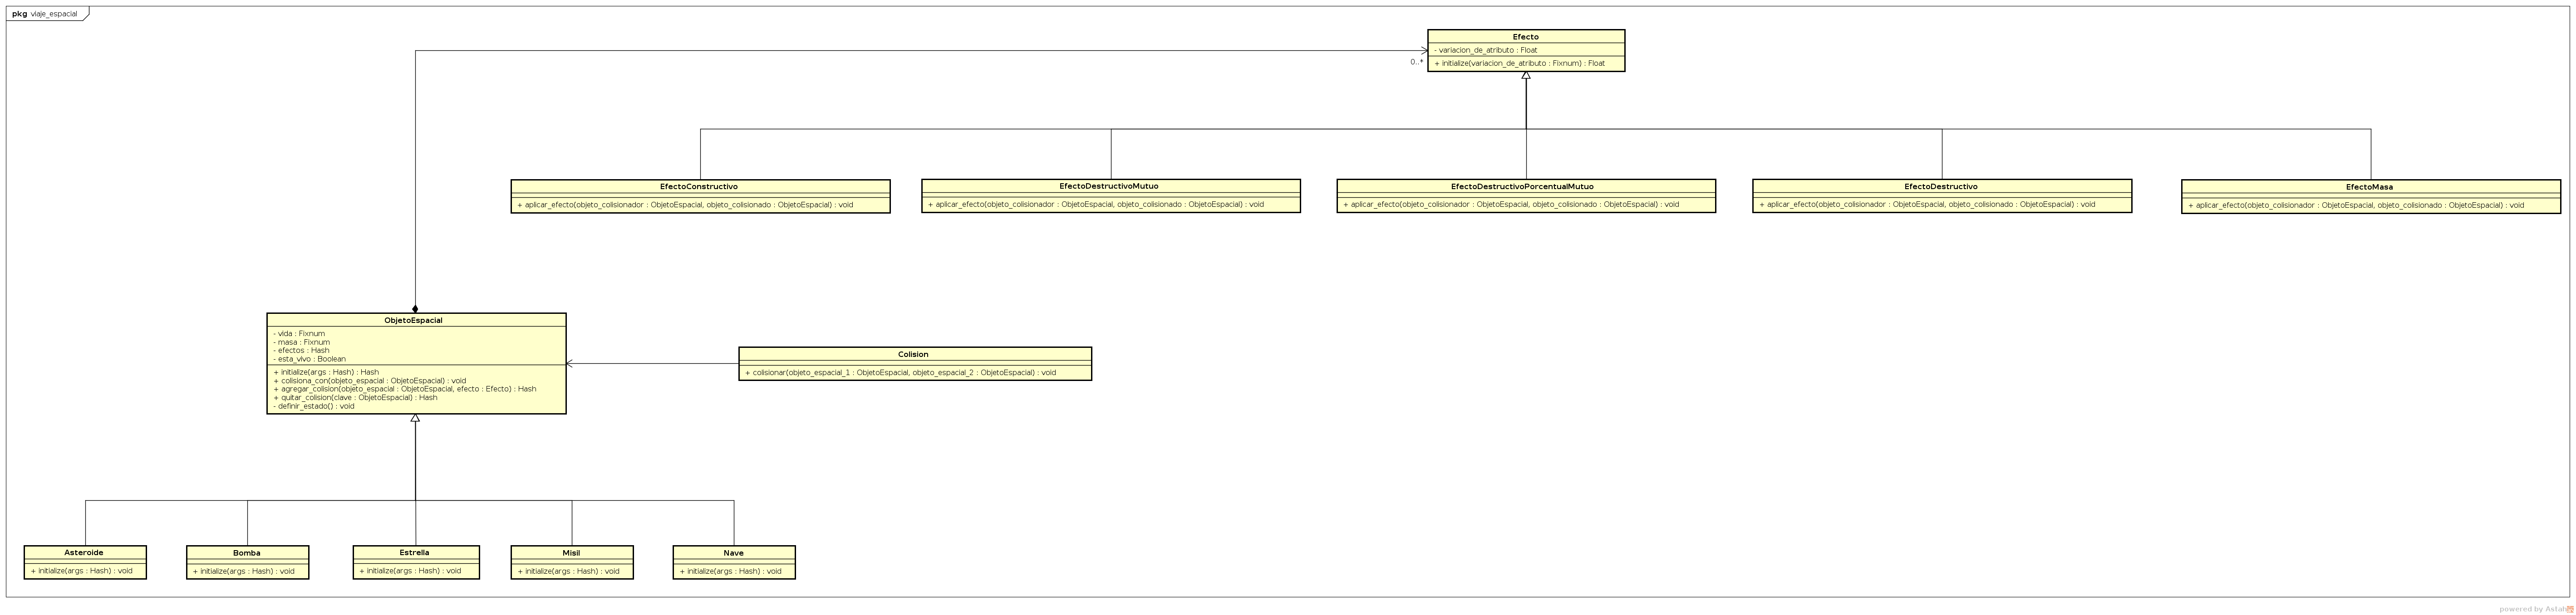 pkg viaje_espacial
Efecto
- variacion_de_atributo : Float
+ initialize(variacion_de_atributo : Fixnum) : Float
0..*
EfectoConstructivo
+ aplicar_efecto(objeto_colisionador : ObjetoEspacial, objeto_colisionado : ObjetoEspacial) : void
EfectoDestructivoMutuo
+ aplicar_efecto(objeto_colisionador : ObjetoEspacial, objeto_colisionado : ObjetoEspacial) : void
EfectoDestructivoPorcentualMutuo
+ aplicar_efecto(objeto_colisionador : ObjetoEspacial, objeto_colisionado : ObjetoEspacial) : void
EfectoDestructivo
+ aplicar_efecto(objeto_colisionador : ObjetoEspacial, objeto_colisionado : ObjetoEspacial) : void
EfectoMasa
+ aplicar_efecto(objeto_colisionador : ObjetoEspacial, objeto_colisionado : ObjetoEspacial) : void
ObjetoEspacial
- vida : Fixnum
- masa : Fixnum
- efectos : Hash
- esta_vivo : Boolean
+ initialize(args : Hash) : Hash
+ colisiona_con(objeto_espacial : ObjetoEspacial) : void
+ agregar_colision(objeto_espacial : ObjetoEspacial, efecto : Efecto) : Hash
+ quitar_colision(clave : ObjetoEspacial) : Hash
- definir_estado() : void
Colision
+ colisionar(objeto_espacial_1 : ObjetoEspacial, objeto_espacial_2 : ObjetoEspacial) : void
Asteroide
+ initialize(args : Hash) : void
Bomba
+ initialize(args : Hash) : void
Estrella
+ initialize(args : Hash) : void
Misil
+ initialize(args : Hash) : void
Nave
+ initialize(args : Hash) : void
powered by Astah